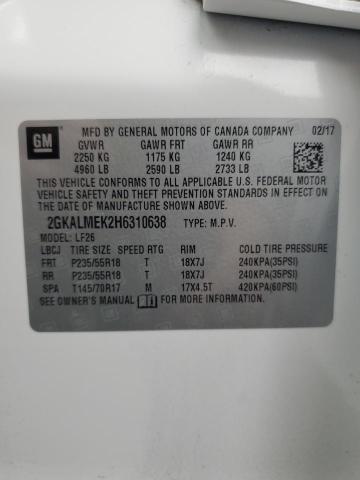 GM
MFD BY GENERAL MOTORS OF CANADA COMPANY 02/17
GVWR GAWR FRT GAWR RR
2250 KG 1175 KG 1240 KG
4960 LB 2590 LB 2733 LB
THIS VEHICLE CONFORMS TO ALL APPLICABLE U.S. FEDERAL MOTOR
VEHICLE SAFETY AND THEFT PREVENTION STANDARDS IN EFFECT ON THE
DATE OF MANUFACTURE SHOWN ABOVE.
2GKALMEK2H6310638 TYPE: M.P.V.
MODEL: LF26
LBCJ TIRE SIZE SPEED RTG RIM COLD TIRE PRESSURE
FRT P235/55R18 T 18X7J 240KPA(35PSI)
RR P235/55R18 T 18X7J 240KPA(35PSI)
SPA T145/70R17 M 17X4.5T 420KPA(60PSI)
SEE OWNER'S MANUAL FOR MORE INFORMATION.